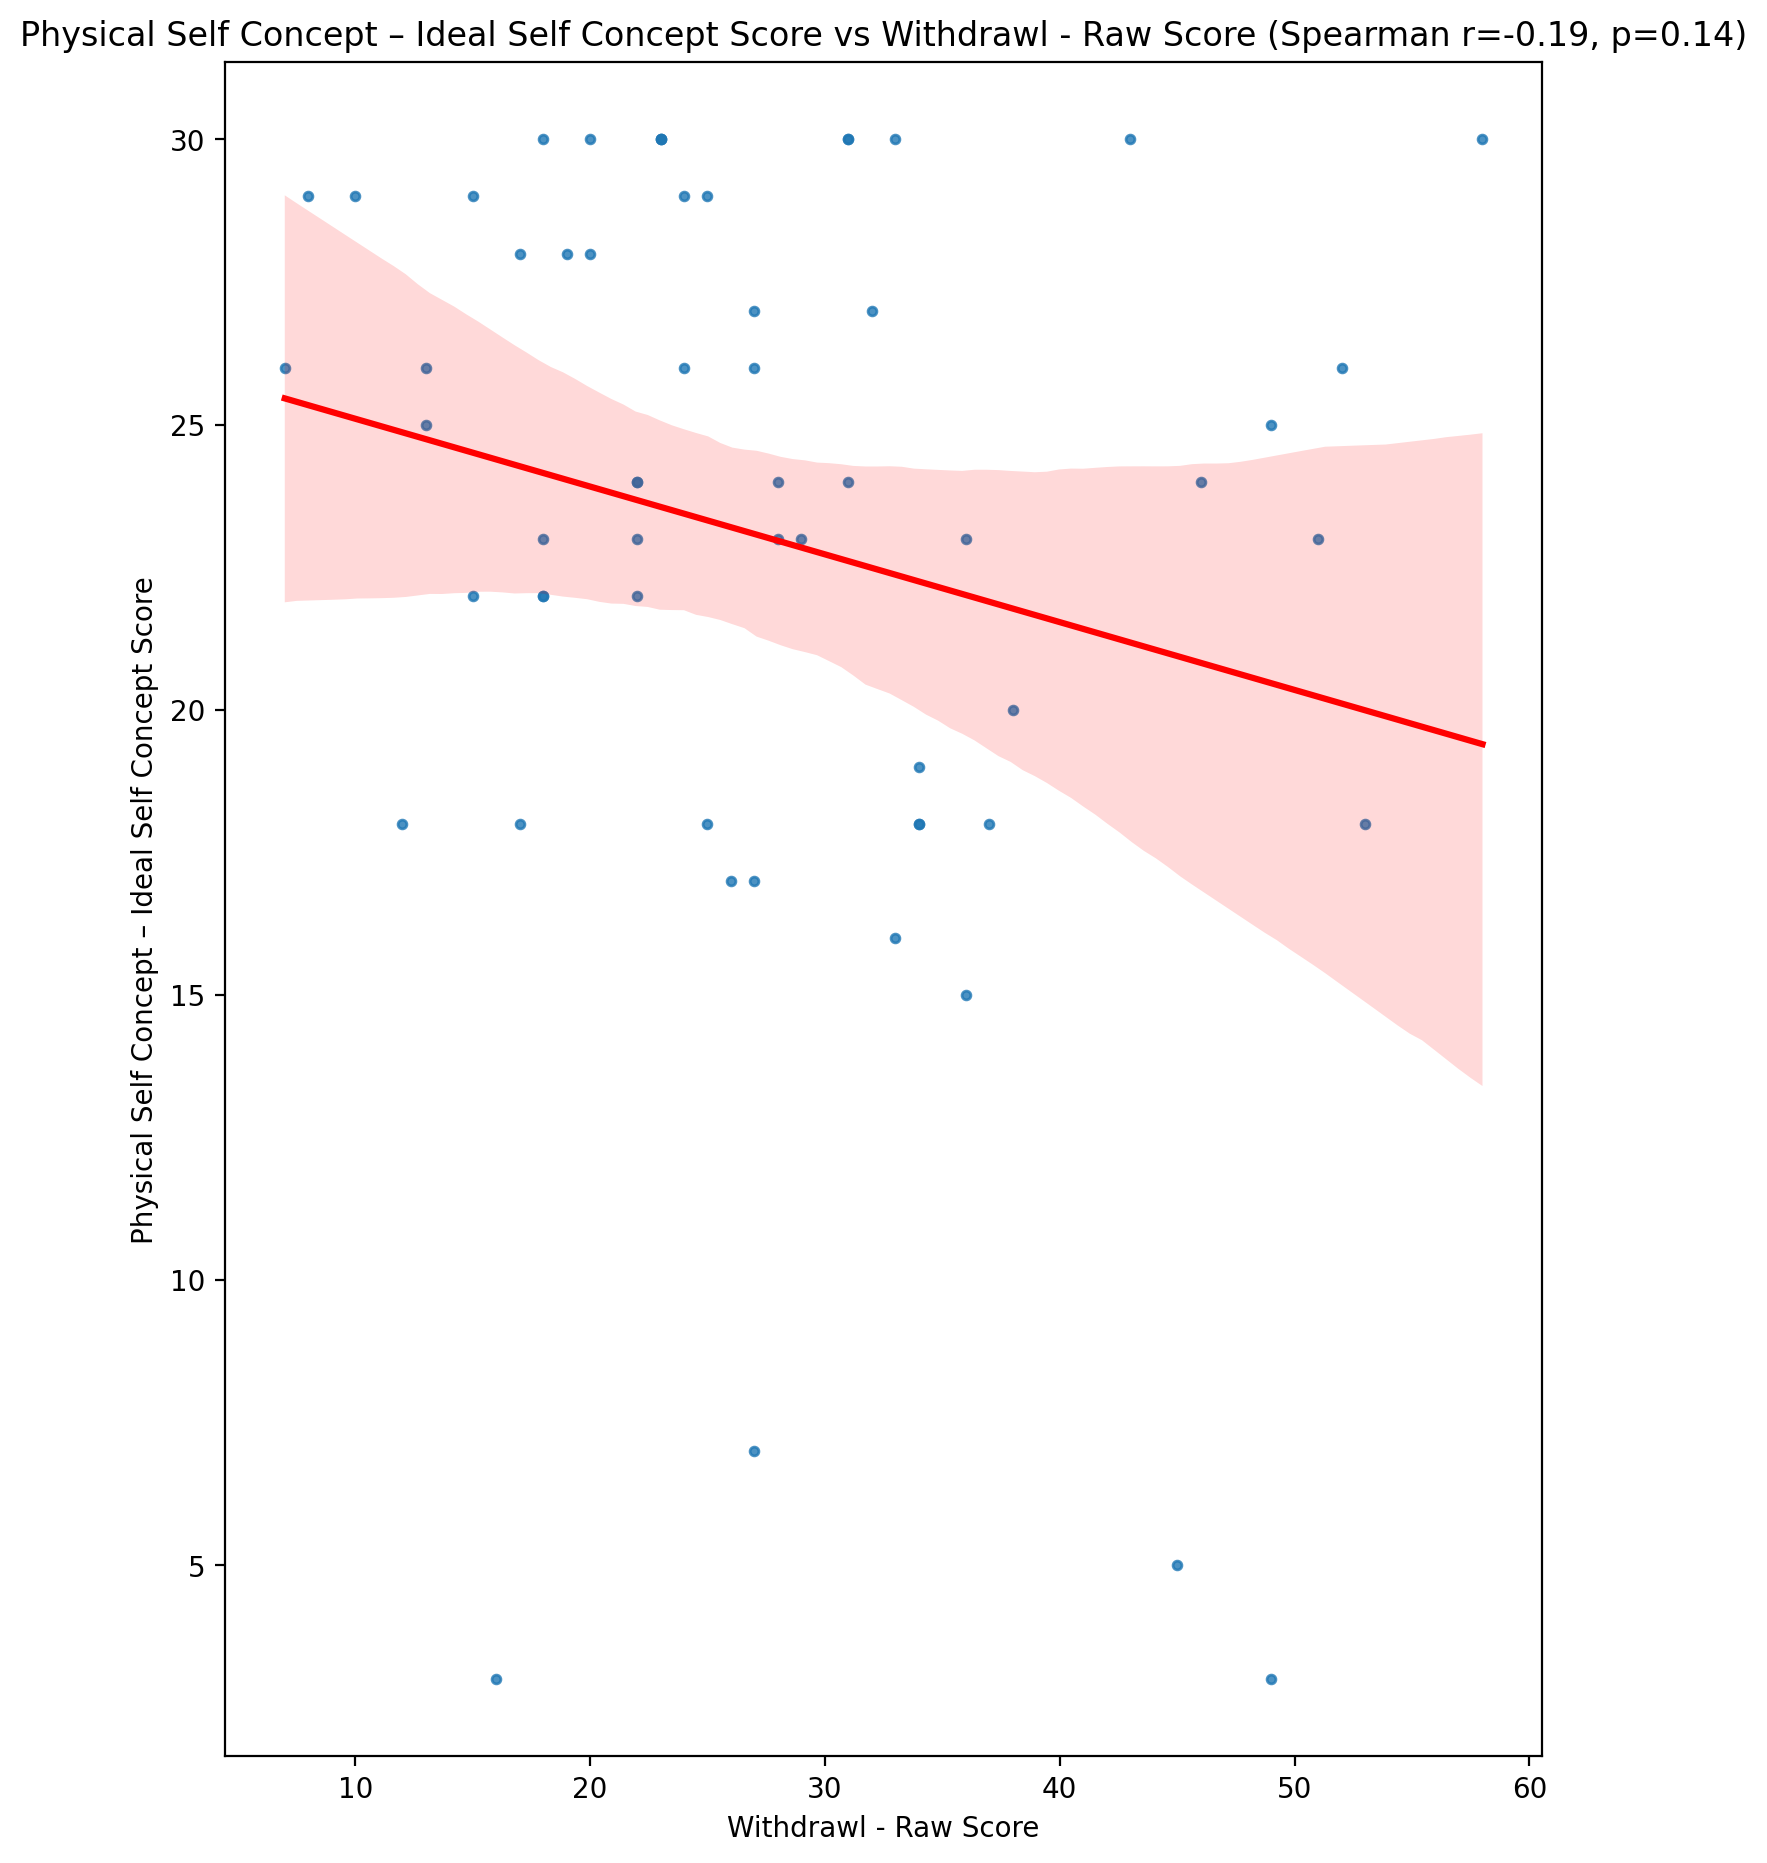 Physical Self Concept – Ideal Self Concept Score vs Withdrawl - Raw Score (Spearman r=-0.19, p=0.14)
Physical Self Concept – Ideal Self Concept Score
30
25
20
15
10
5
10 20 30 40 50 60
Withdrawl - Raw Score